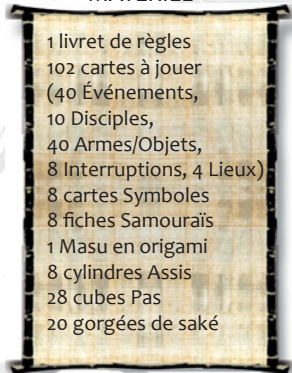 1 livret de règles
102 cartes à jouer
(40 Événements,
10 Disciples,
40 Armes/Objets,
8 Interruptions, 4 Lieux)
8 cartes Symboles
8 fiches Samouraïs
1 Masu en origami
8 cylindres Assis
28 cubes Pas
20 gorgées de saké